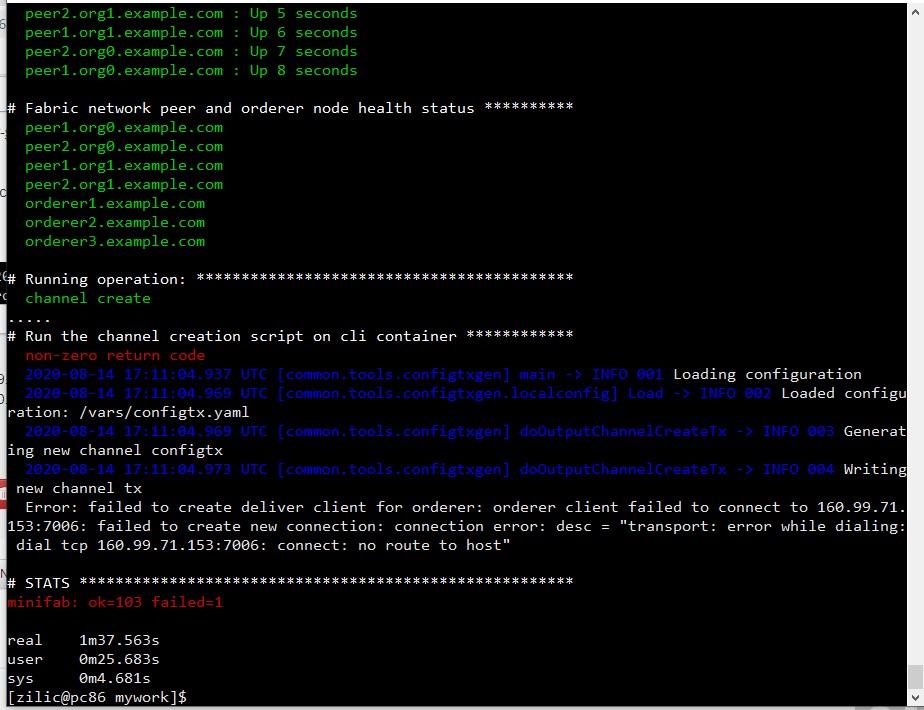 peer2.org1.example.com : Up 5 seconds
peer1.org1.example.com : Up 6 seconds
peer2.org0.example.com : Up 7 seconds
peer1.org0.example.com : Up 8 seconds
# Fabric network peer and orderer node health status **********
peer1.org0.example.com
peer2.org0.example.com
peer1.org1.example.com
peer2.org1.example.com
orderer1.example.com
orderer2.example.com
orderer3.example.com
# Running operation: ******************************************
channel create
.....
# Run the channel creation script on cli container ************
non-zero return code
2020-08-14 17:11:04.937 UTC [common.tools.configtxgen] main -> INFO 001 Loading configuration
2020-08-14 17:11:04.969 UTC [common.tools.configtxgen.localconfig] Load -> INFO 002 Loaded configu
ration: /vars/configtx.yaml
2020-08-14 17:11:04.969 UTC [common.tools.configtxgen] doOutputChannelCreateTx -> INFO 003 Generat
ing new channel configtx
2020-08-14 17:11:04.973 UTC [common.tools.configtxgen] doOutputChannelCreateTx -> INFO 004 Writing
new channel tx
Error: failed to create deliver client for orderer: orderer client failed to connect to 160.99.71.
153:7006: failed to create new connection: connection error: desc = "transport: error while dialing:
dial tcp 160.99.71.153:7006: connect: no route to host"
# STATS *******************************************************
minifab: ok=103 failed=1
real 1m37.563s
user 0m25.683s
sys 0m4.681s
[zilic@pc86 mywork]$